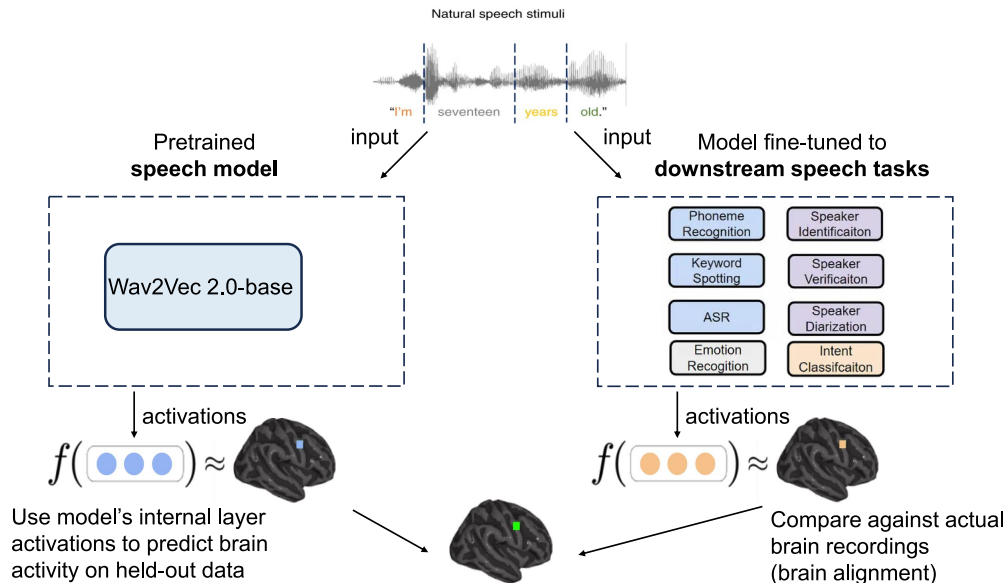 Natural speech stimuli
“I’m seventeen years old.”
input
input
Pretrained
speech model
Model fine-tuned to
downstream speech tasks
Wav2Vec 2.0-base
Phoneme
Recognition
Speaker
Identificaiton
Keyword
Spotting
Speaker
Verificaiton
ASR
Speaker
Diarization
Emotion
Recogition
Intent
Classifcaiton
activations
activations
f( ) ≈
f( ) ≈
Use model’s internal layer
activations to predict brain
activity on held-out data
Compare against actual
brain recordings
(brain alignment)